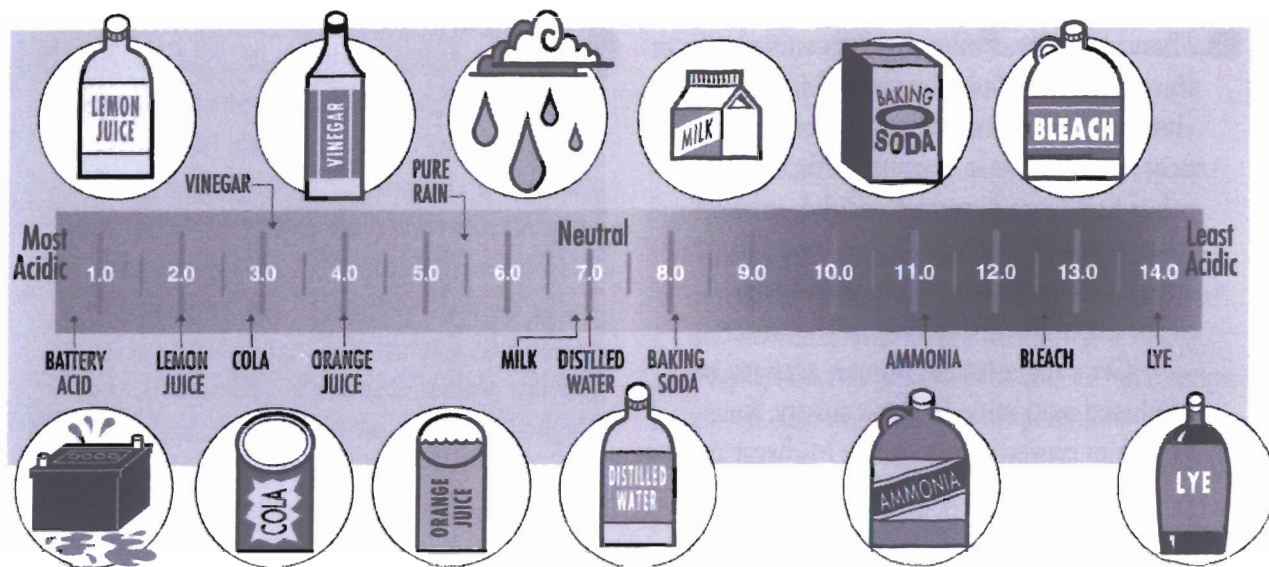 LEMON
JUICE
VINEGAR
MILK
BAKING
SODA
BLEACH
VINEGAR
PURE
RAIN
Most
Acidic
Neutral
Least
Acidic
1.0 2.0 3.0 4.0 5.0 6.0 7.0 8.0 9.0 10.0 11.0 12.0 13.0 14.0
BATTERY
ACID
LEMON
JUICE
COLA
ORANGE
JUICE
MILK
DISTLLED
WATER
BAKING
SODA
AMMONIA
BLEACH
LYE
COLA
ORANGE
JUICE
DISTILLED
WATER
AMMONIA
LYE